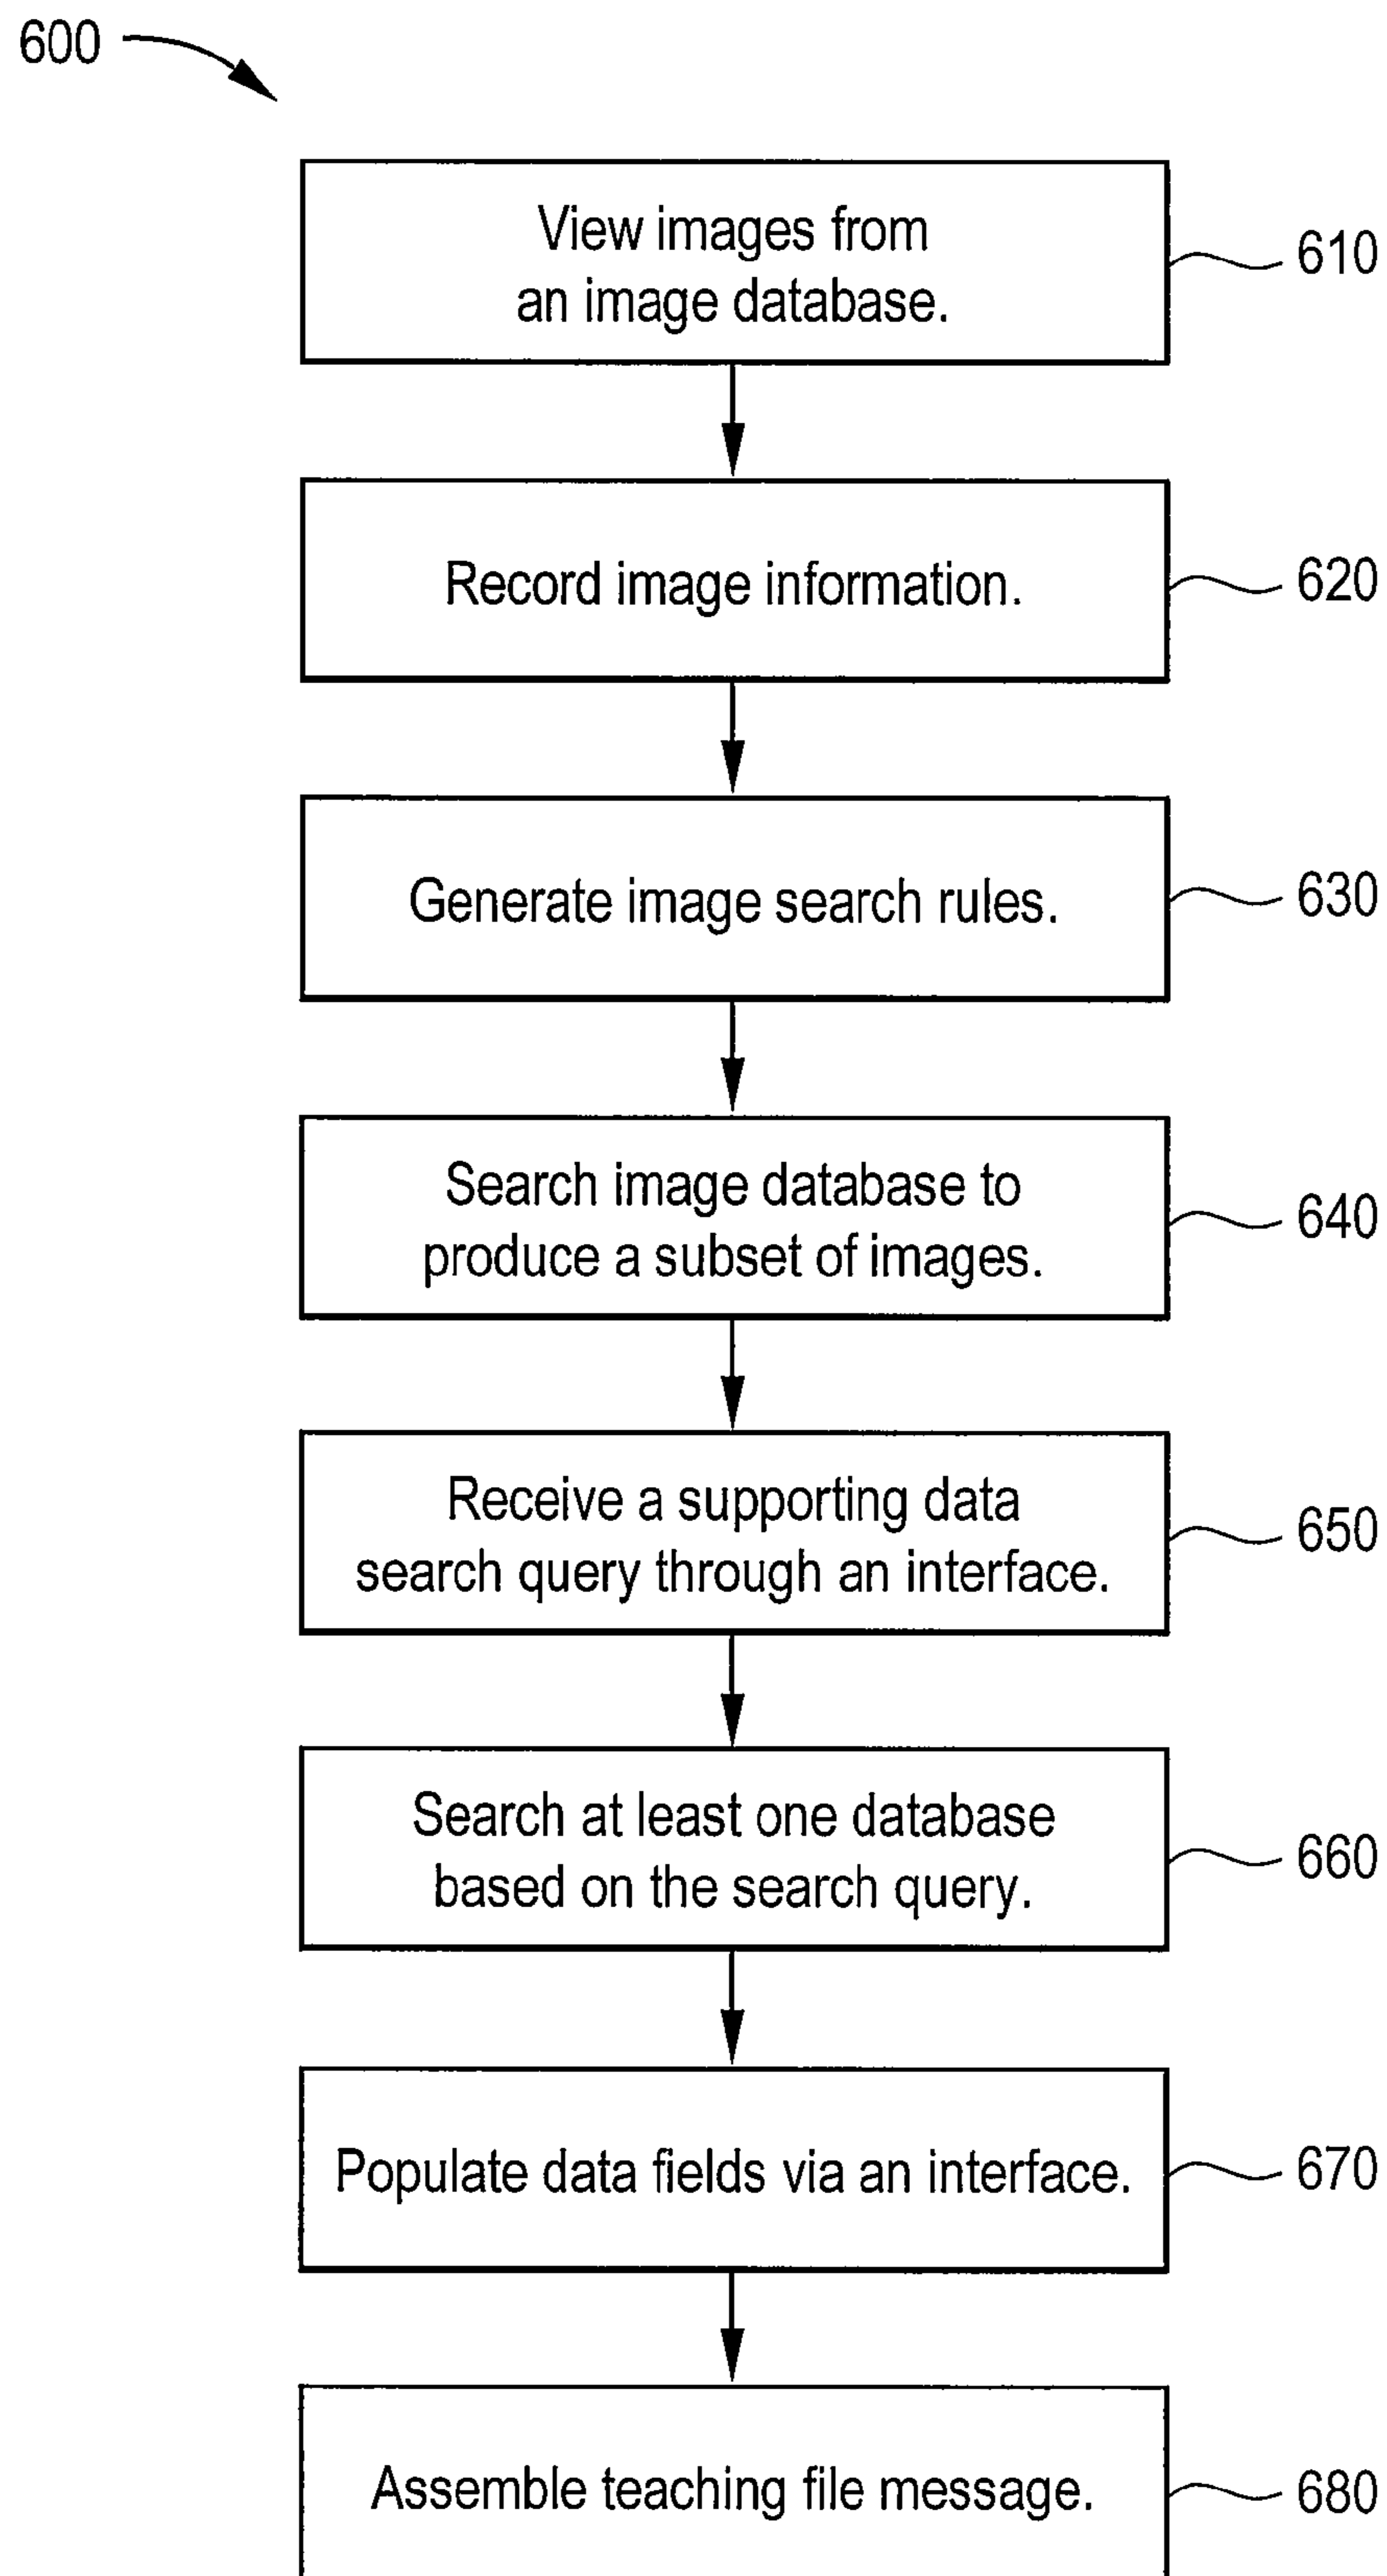 600
View images from
an image database.
610
Record image information.
620
Generate image search rules.
630
Search image database to
produce a subset of images.
640
Receive a supporting data
search query through an interface.
650
Search at least one database
based on the search query.
660
Populate data fields via an interface.
670
Assemble teaching file message.
680